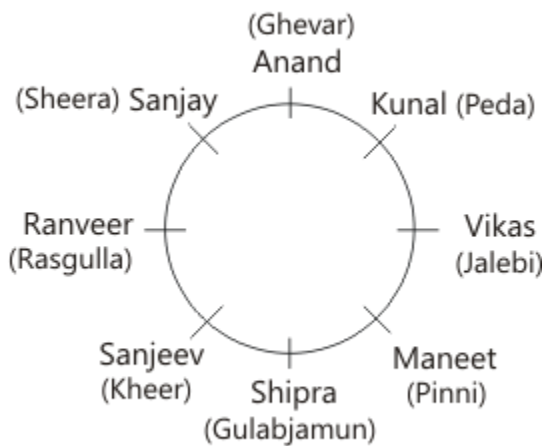 (Ghevar)
Anand
(Sheera) Sanjay
Kunal (Peda)
Ranveer
(Rasgulla)
Vikas
(Jalebi)
Sanjeev
(Kheer)
Shipra
(Gulabjamun)
Maneet
(Pinni)